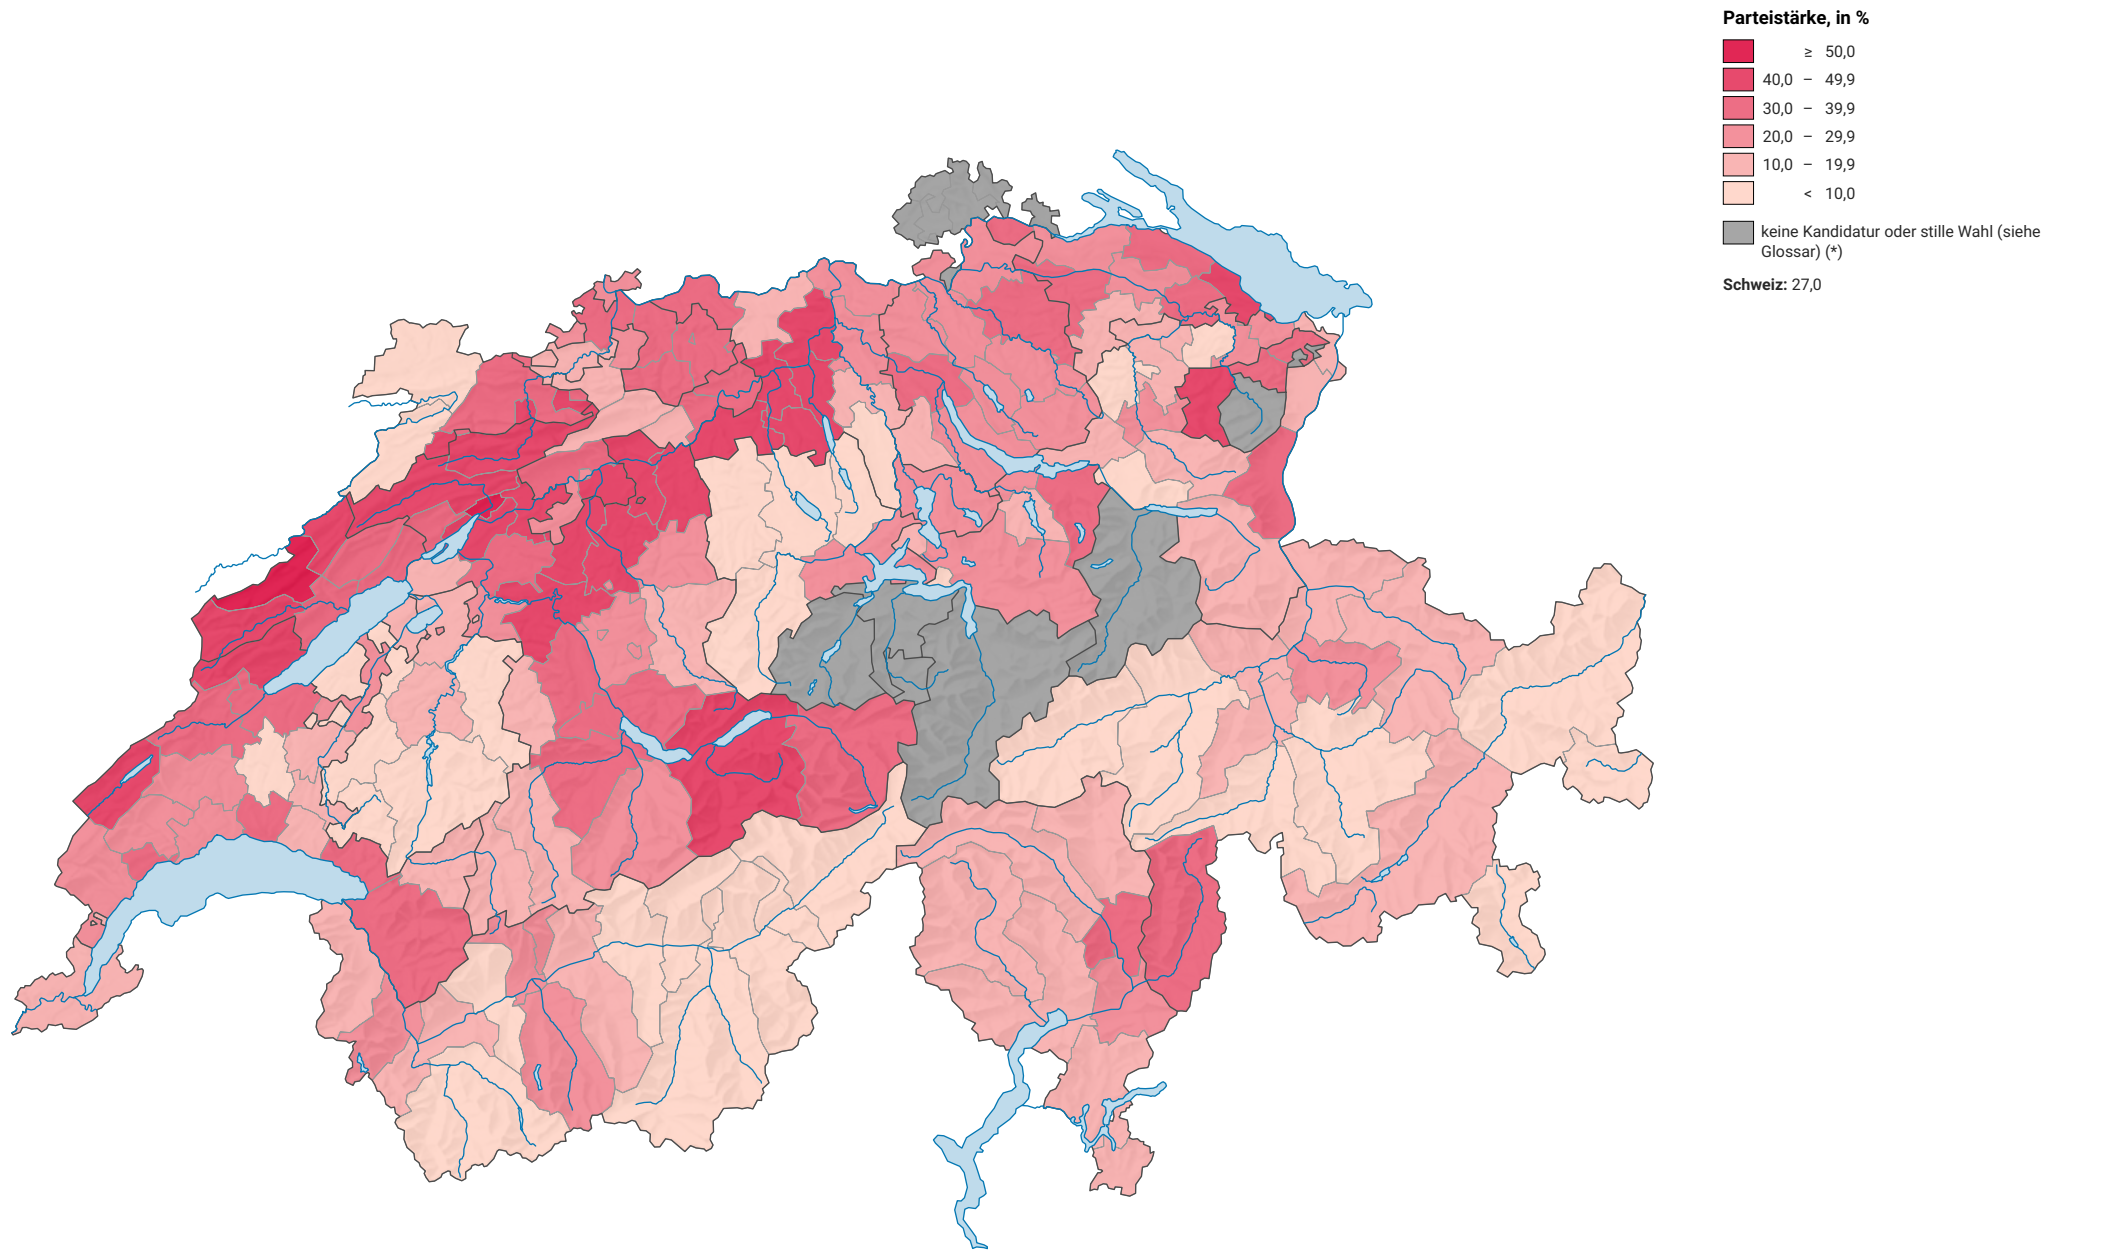 Parteistärke, in %
≥ 50,0
40,0 – 49,9
30,0 – 39,9
20,0 – 29,9
10,0 – 19,9
< 10,0
keine Kandidatur oder stille Wahl (siehe
Glossar) (*)
Schweiz: 27,0